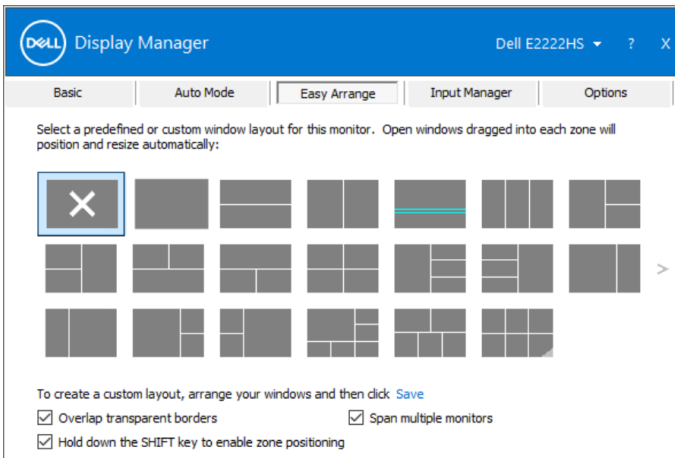 DELL Display Manager Dell E2222HS ? X
Basic Auto Mode Easy Arrange Input Manager Options
Select a predefined or custom window layout for this monitor. Open windows dragged into each zone will
position and resize automatically:
>
To create a custom layout, arrange your windows and then click Save
Overlap transparent borders Span multiple monitors
Hold down the SHIFT key to enable zone positioning